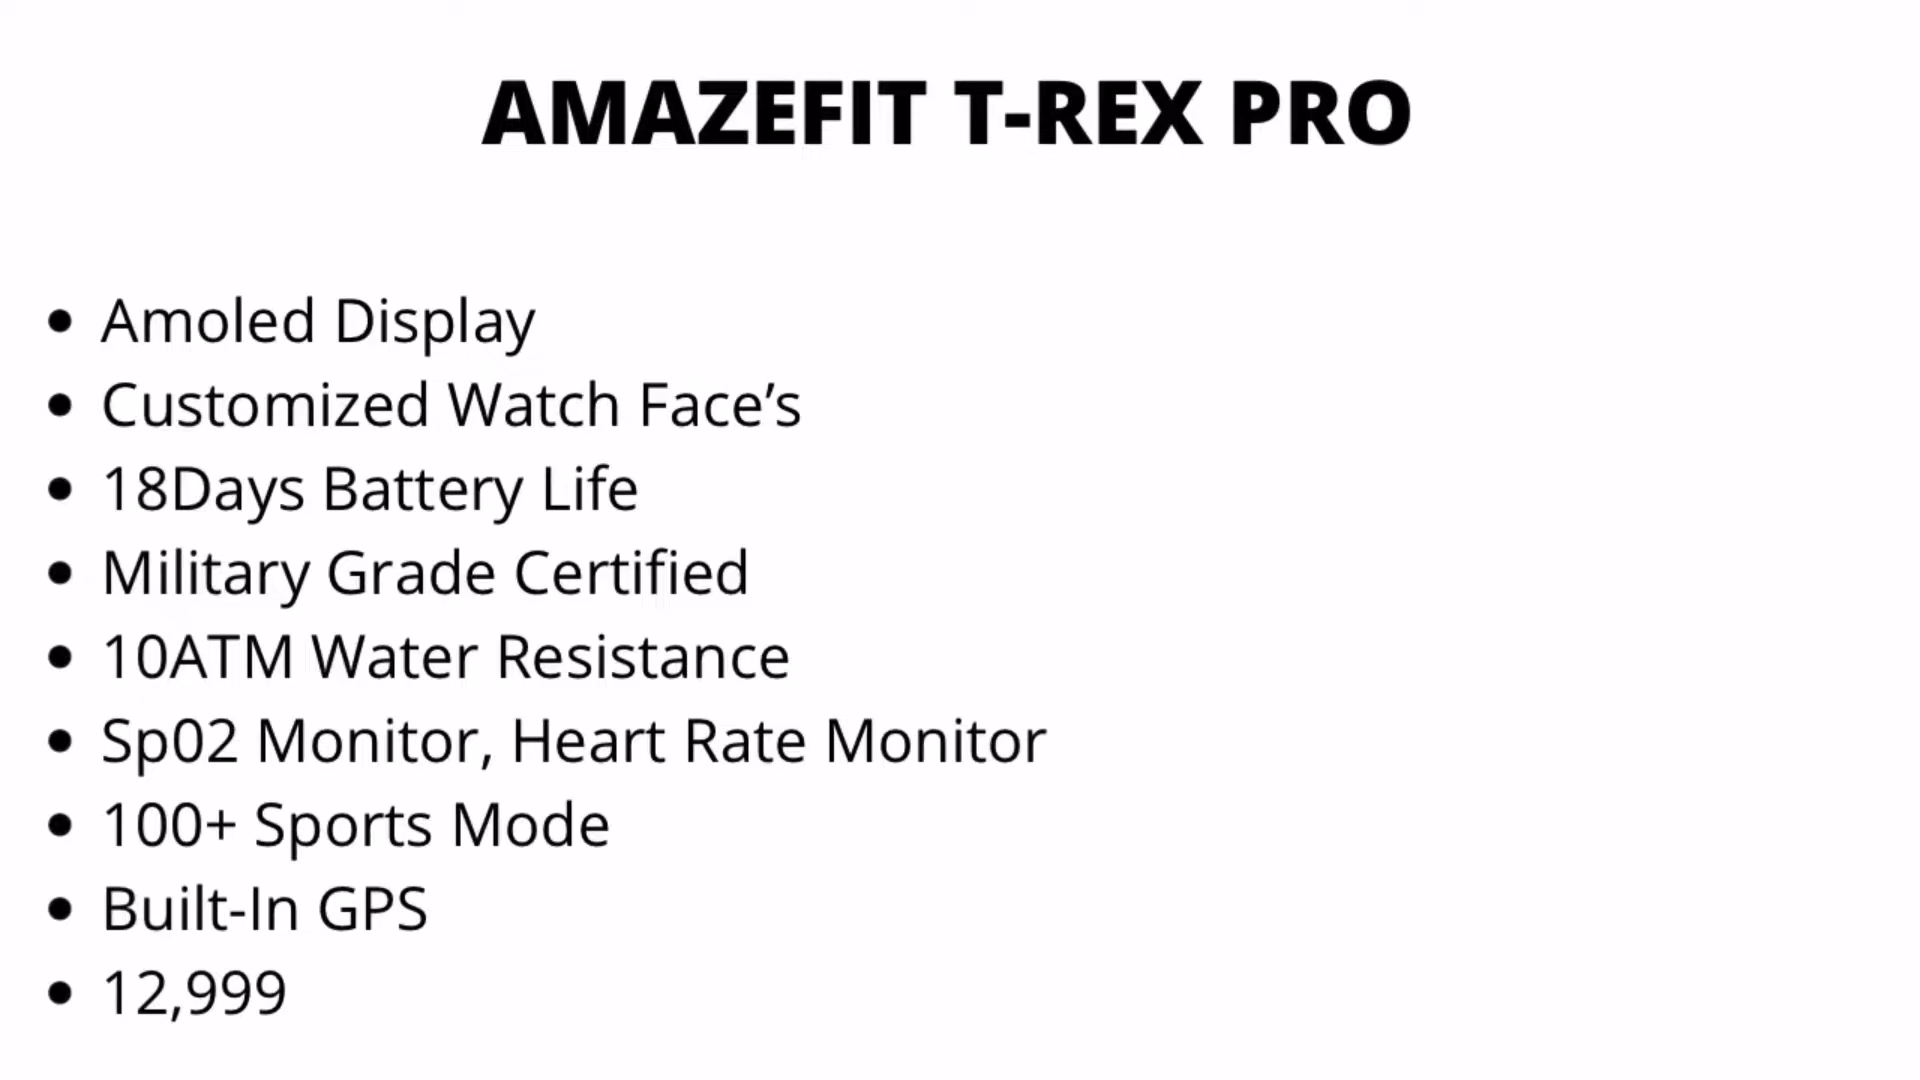 AMAZEFIT T-REX PRO
• Amoled Display
• Customized Watch Face’s
• 18Days Battery Life
• Military Grade Certified
• 10ATM Water Resistance
• Sp02 Monitor, Heart Rate Monitor
• 100+ Sports Mode
• Built-In GPS
• 12,999